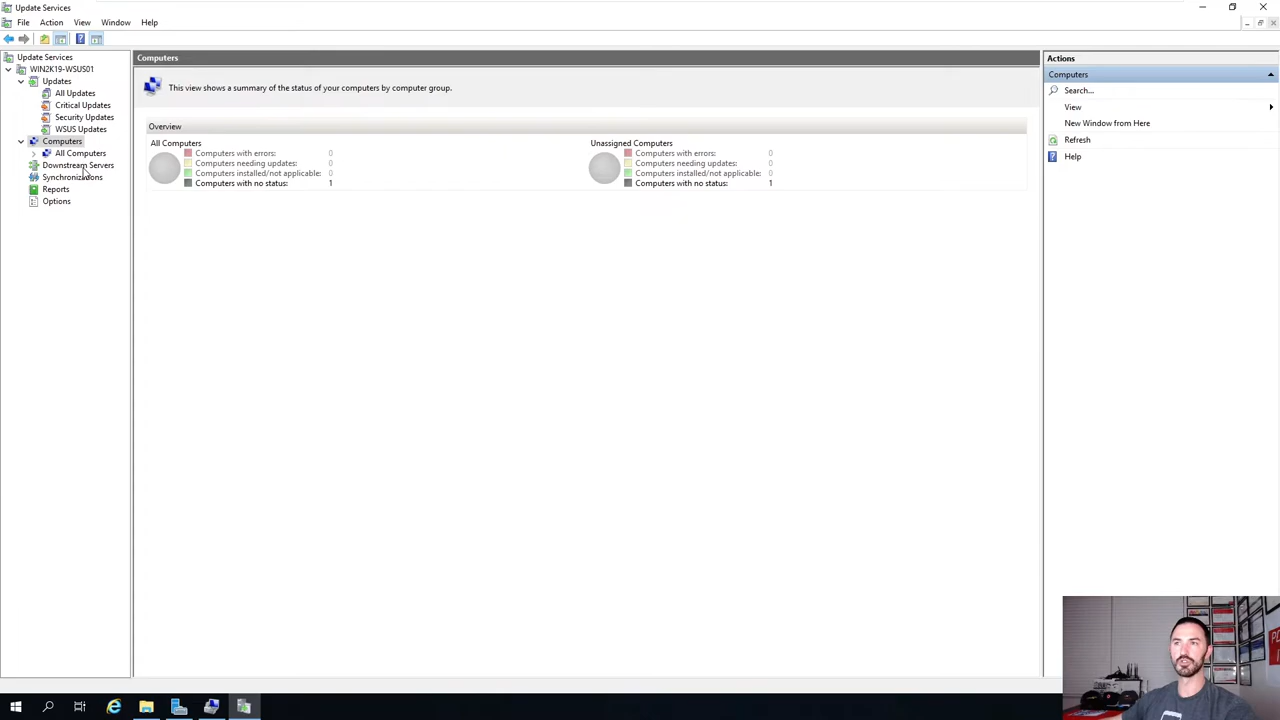 Update Services
File Action View Window Help
Update Services
WIN2K19-WSUS01
Updates
All Updates
Critical Updates
Security Updates
WSUS Updates
Computers
All Computers
Downstream Servers
Synchronizations
Reports
Options
Computers
This view shows a summary of the status of your computers by computer group.
Overview
All Computers
Computers with errors: 0
Computers needing updates: 0
Computers installed/not applicable: 0
Computers with no status: 1
Unassigned Computers
Computers with errors: 0
Computers needing updates: 0
Computers installed/not applicable: 0
Computers with no status: 1
Actions
Computers
Search...
View
New Window from Here
Refresh
Help